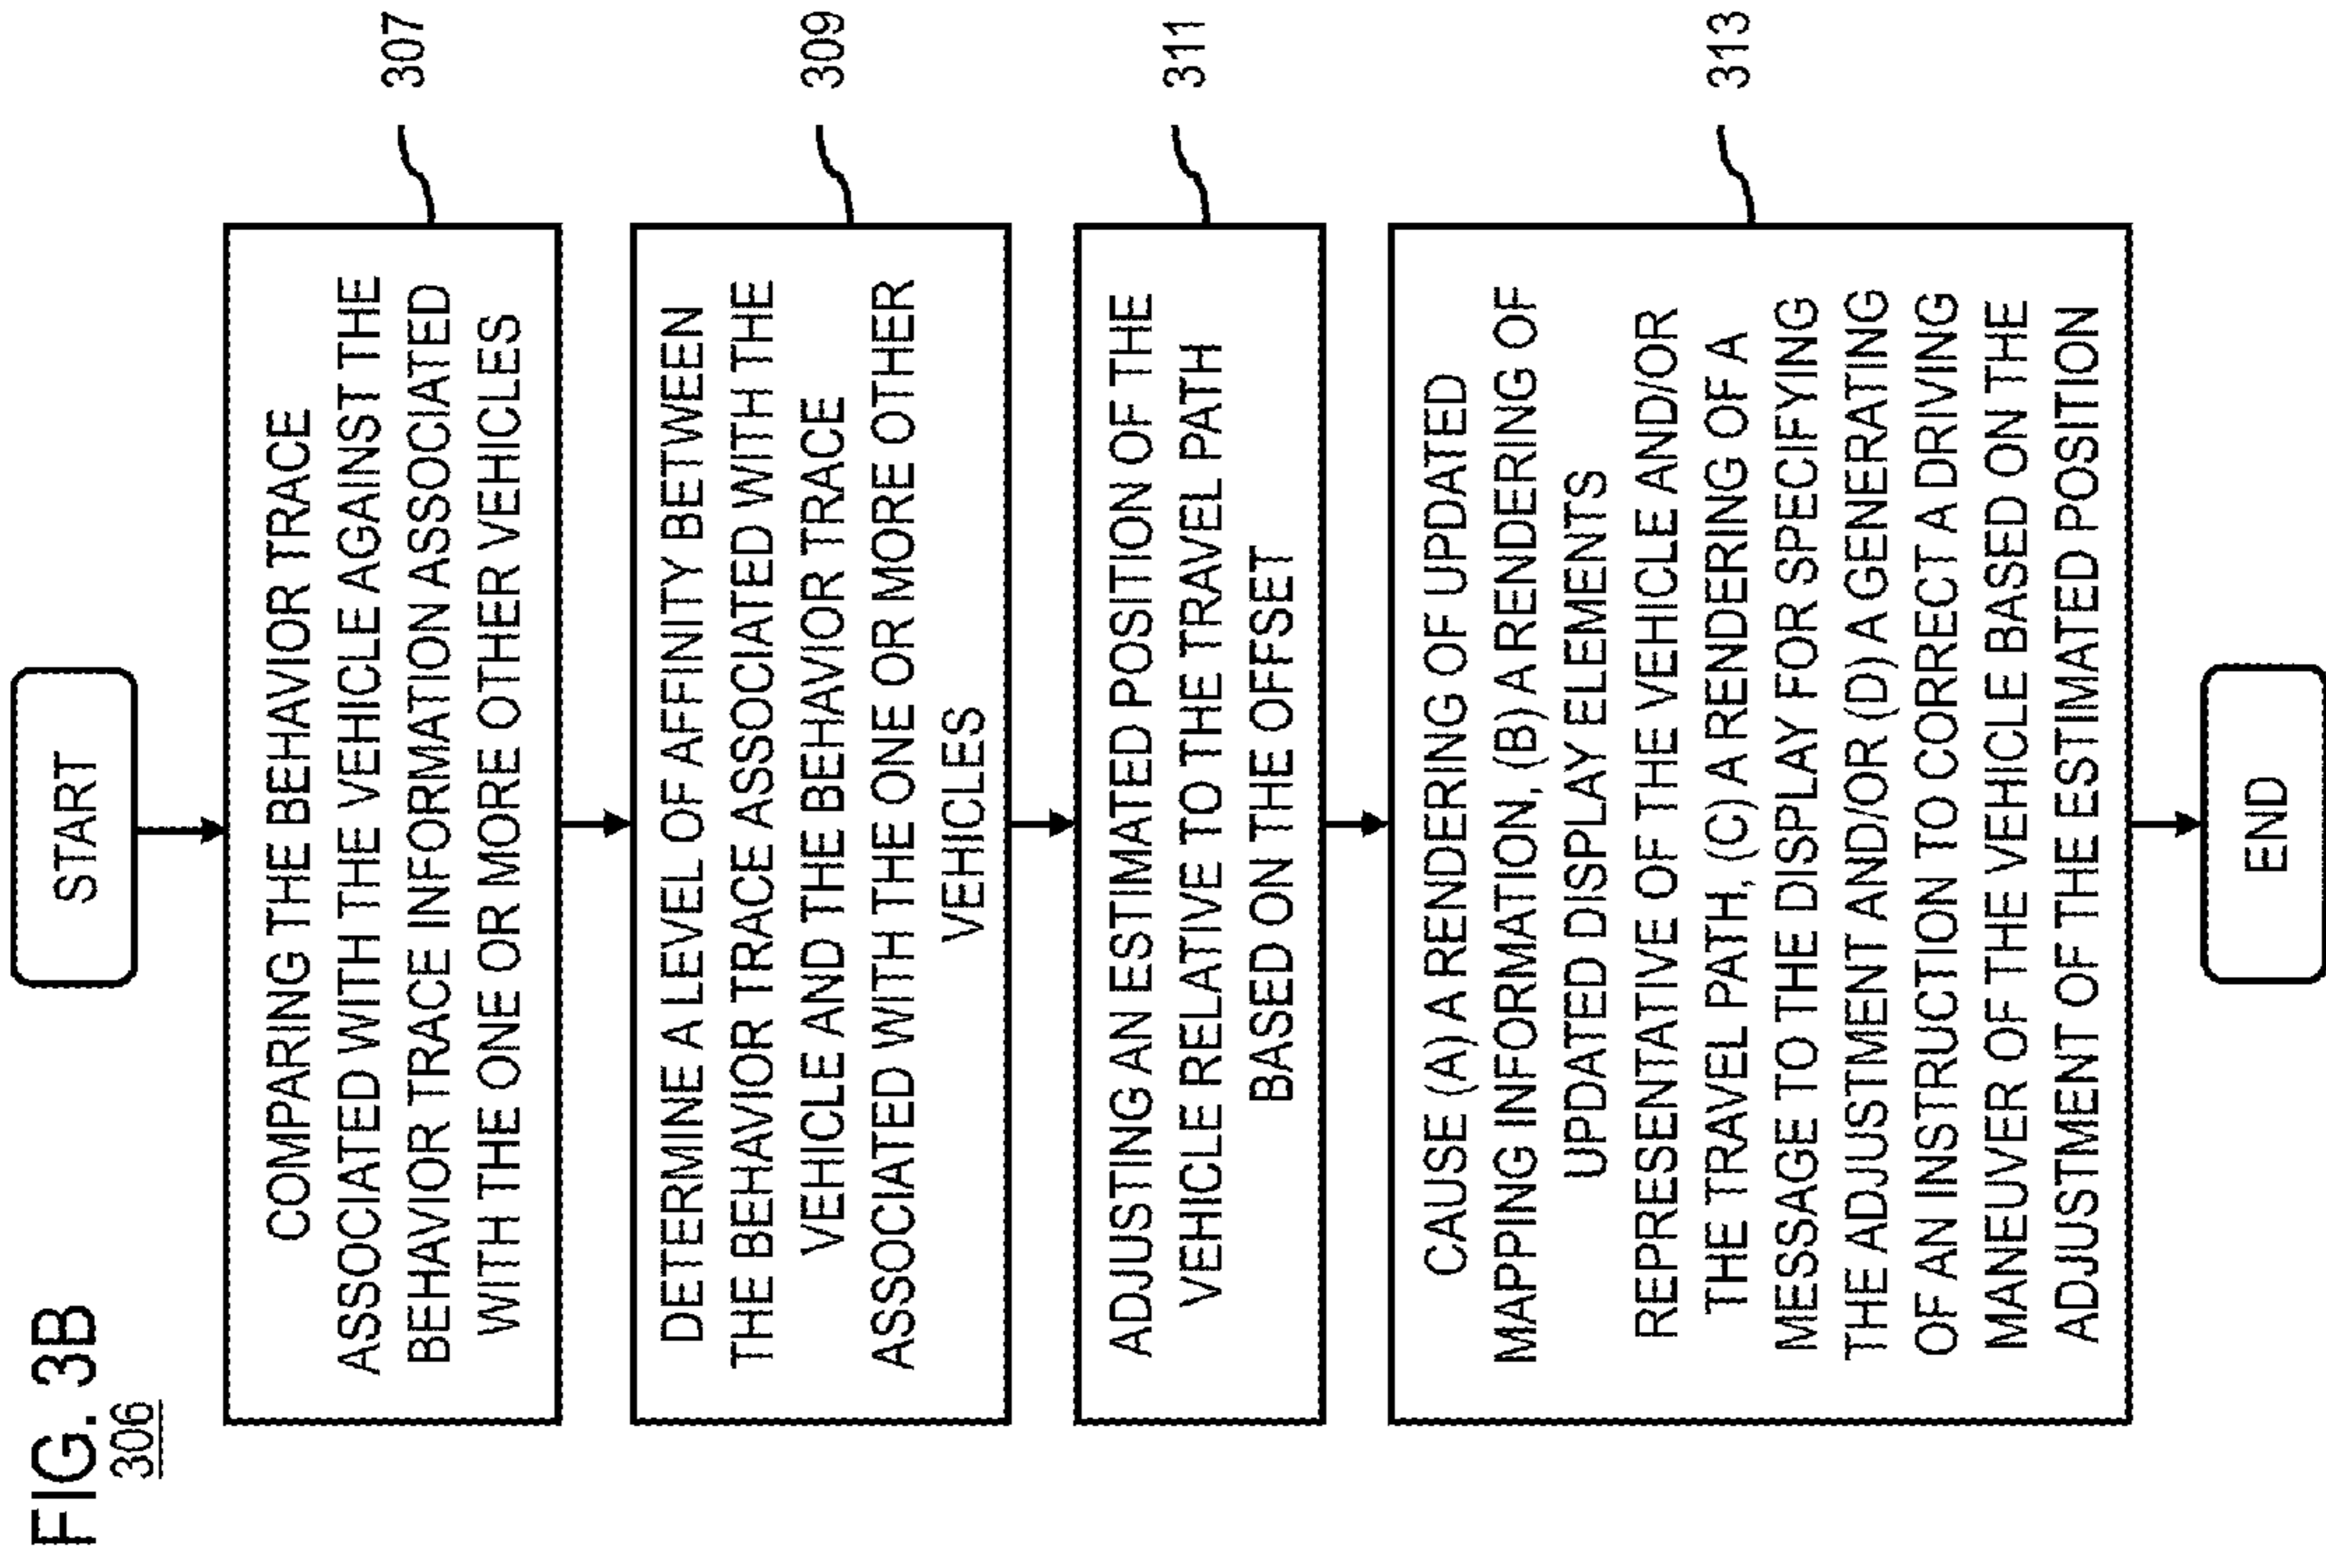 FIG. 3B
306
START
COMPARING THE BEHAVIOR TRACE
ASSOCIATED WITH THE VEHICLE AGAINST THE
BEHAVIOR TRACE INFORMATION ASSOCIATED
WITH THE ONE OR MORE OTHER VEHICLES
307
DETERMINE A LEVEL OF AFFINITY BETWEEN
THE BEHAVIOR TRACE ASSOCIATED WITH THE
VEHICLE AND THE BEHAVIOR TRACE
ASSOCIATED WITH THE ONE OR MORE OTHER
VEHICLES
309
ADJUSTING AN ESTIMATED POSITION OF THE
VEHICLE RELATIVE TO THE TRAVEL PATH
BASED ON THE OFFSET
311
CAUSE (A) A RENDERING OF UPDATED
MAPPING INFORMATION, (B) A RENDERING OF
UPDATED DISPLAY ELEMENTS
REPRESENTATIVE OF THE VEHICLE AND/OR
THE TRAVEL PATH, (C) A RENDERING OF A
MESSAGE TO THE DISPLAY FOR SPECIFYING
THE ADJUSTMENT AND/OR (D) A GENERATING
OF AN INSTRUCTION TO CORRECT A DRIVING
MANEUVER OF THE VEHICLE BASED ON THE
ADJUSTMENT OF THE ESTIMATED POSITION
313
END